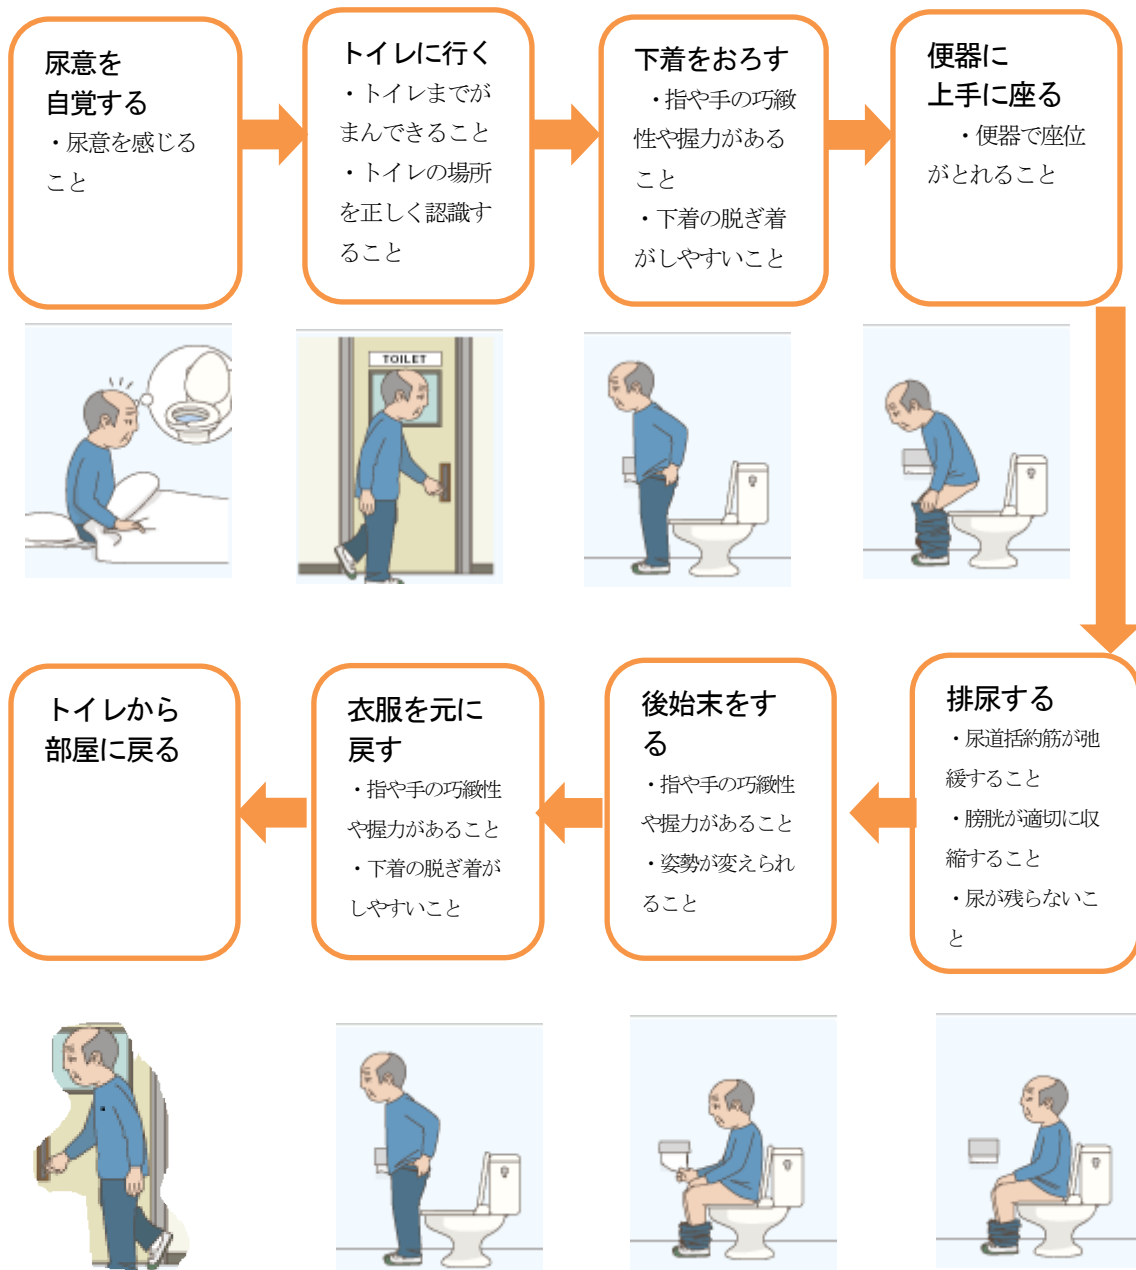 尿意を
自覚する
・尿意を感じる
こと
トイレに行く
・トイレまでが
まんできること
・トイレの場所
を正しく認識す
ること
下着をおろす
・指や手の巧緻
性や握力がある
こと
・下着の脱ぎ着
がしやすいこと
便器に
上手に座る
・便器で座位
がとれること
TOILET
排尿する
・尿道括約筋が弛
緩すること
・膀胱が適切に収
縮すること
・尿が残らないこ
と
後始末をす
る
・指や手の巧緻性
や握力があること
・姿勢が変えられ
ること
衣服を元に
戻す
・指や手の巧緻性
や握力があること
・下着の脱ぎ着が
しやすいこと
トイレから
部屋に戻る